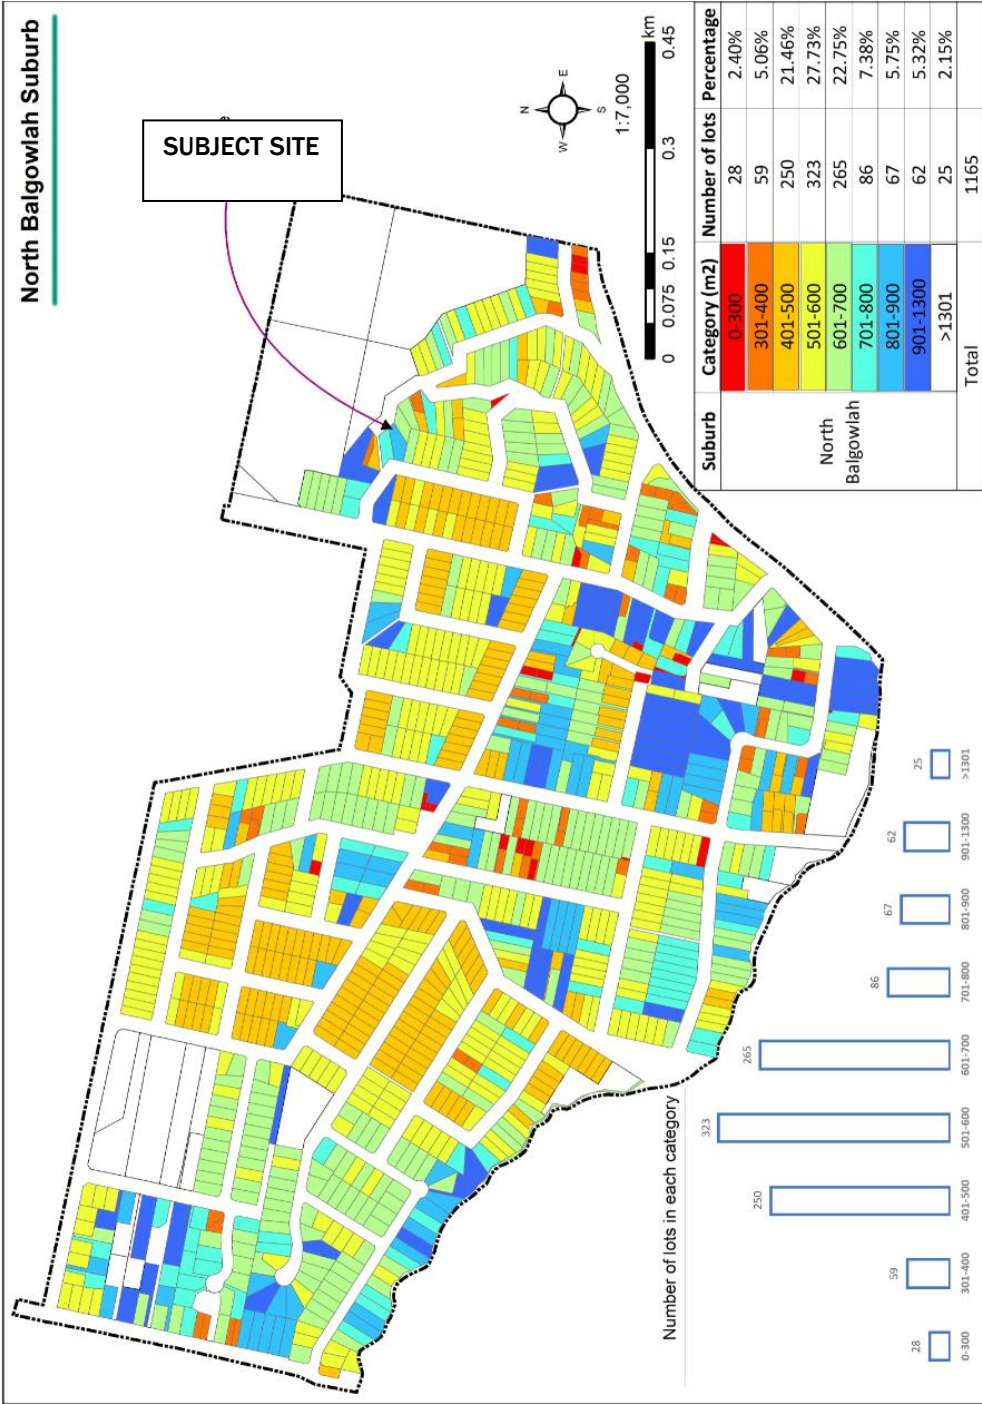 North Balgowlah Suburb
SUBJECT SITE
N
E
S
W
1:7,000
0 0.075 0.15 0.3 0.45
km
Suburb Category (m2) Number of lots Percentage
North
Balgowlah
0-300 28 2.40%
301-400 59 5.06%
401-500 250 21.46%
501-600 323 27.73%
601-700 265 22.75%
701-800 86 7.38%
801-900 67 5.75%
901-1300 62 5.32%
>1301 25 2.15%
Total 1165
Number of lots in each category
28 59 250 323 265 86 67 62 25
0-300 301-400 401-500 501-600 601-700 701-800 801-900 901-1300 >1301